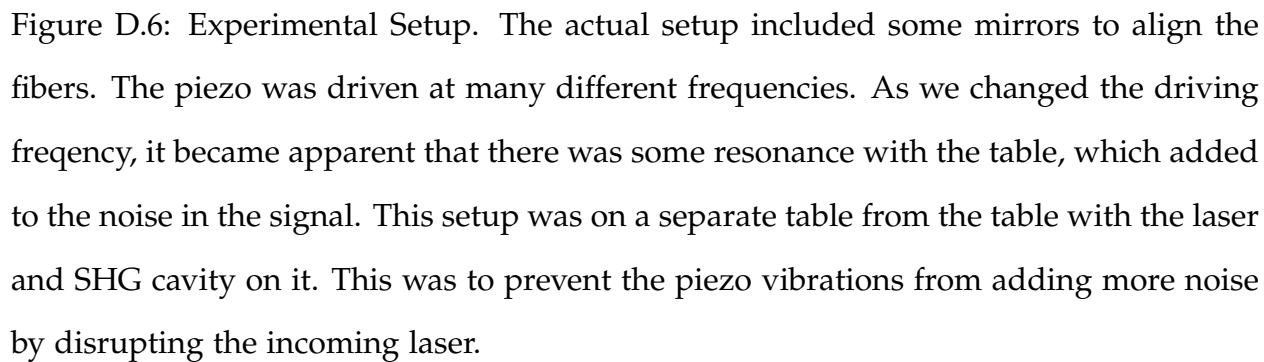 Figure D.6: Experimental Setup. The actual setup included some mirrors to align the
fibers. The piezo was driven at many different frequencies. As we changed the driving
freqency, it became apparent that there was some resonance with the table, which added
to the noise in the signal. This setup was on a separate table from the table with the laser
and SHG cavity on it. This was to prevent the piezo vibrations from adding more noise
by disrupting the incoming laser.